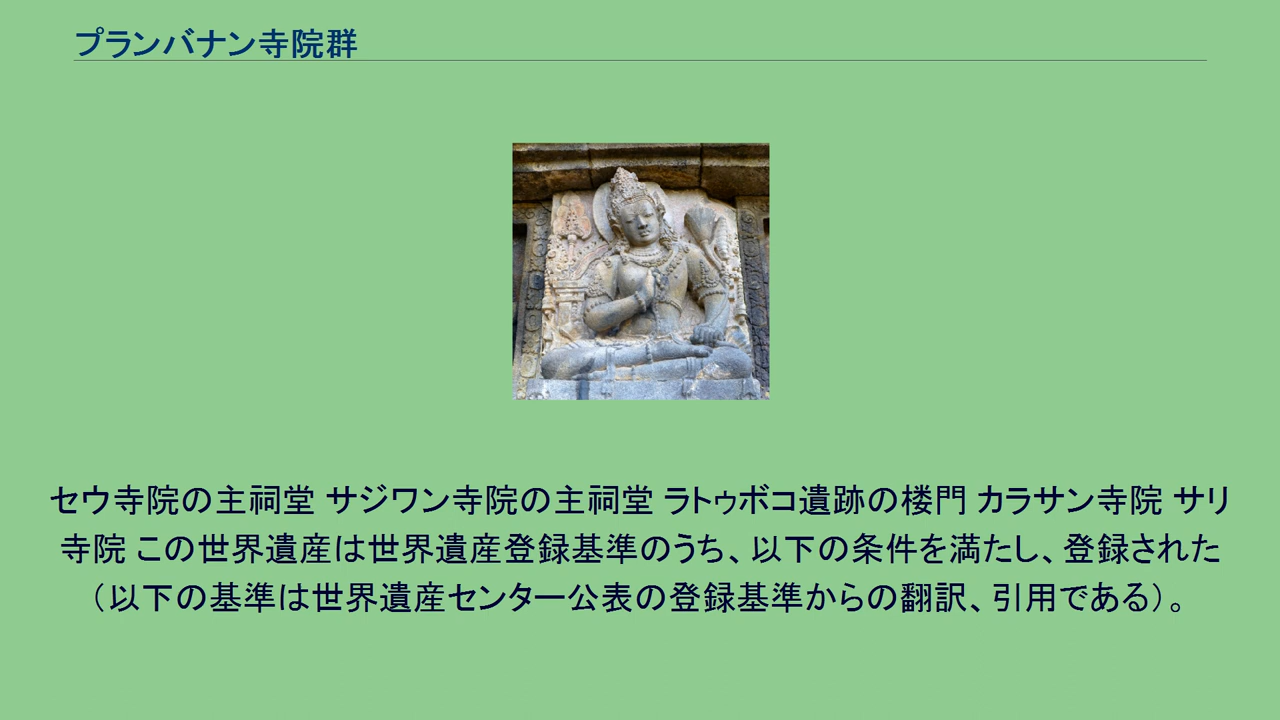 プランバナン寺院群
セウ寺院の主祠堂 サジワン寺院の主祠堂 ラトゥボコ遺跡の楼門 カラサン寺院 サリ
寺院 この世界遺産は世界遺産登録基準のうち、以下の条件を満たし、登録された
（以下の基準は世界遺産センター公表の登録基準からの翻訳、引用である）。